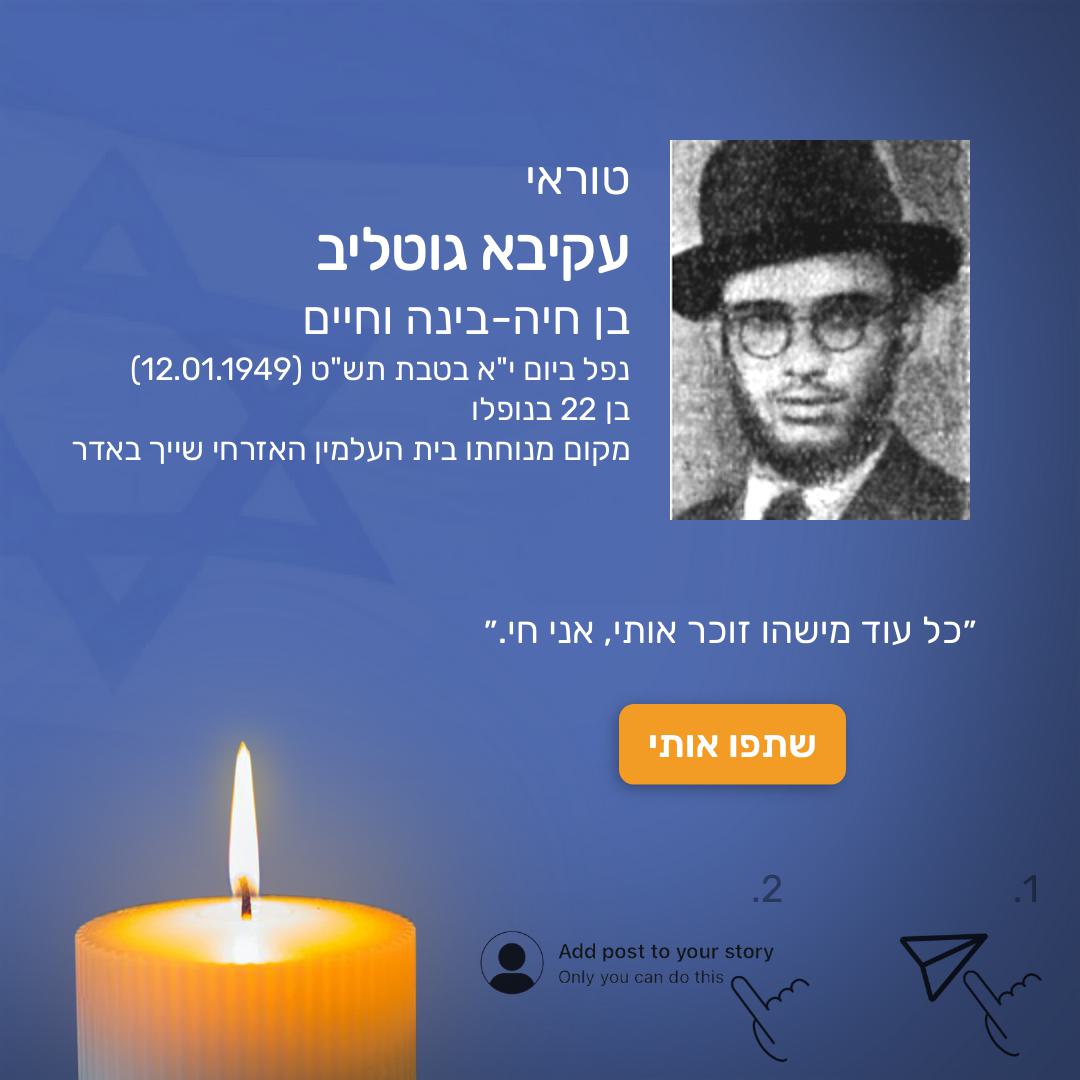 טוראי
עקיבא גוטליב
בן חיה-בינה וחיים
נפל ביום י"א בטבת תש"ט (12.01.1949)
בן 22 בנופלו
מקום מנוחתו בית העלמין האזרחי שייך באדר
״כל עוד מישהו זוכר אותי, אני חי.״
שתפו אותי
1.
2.
Add post to your story
Only you can do this